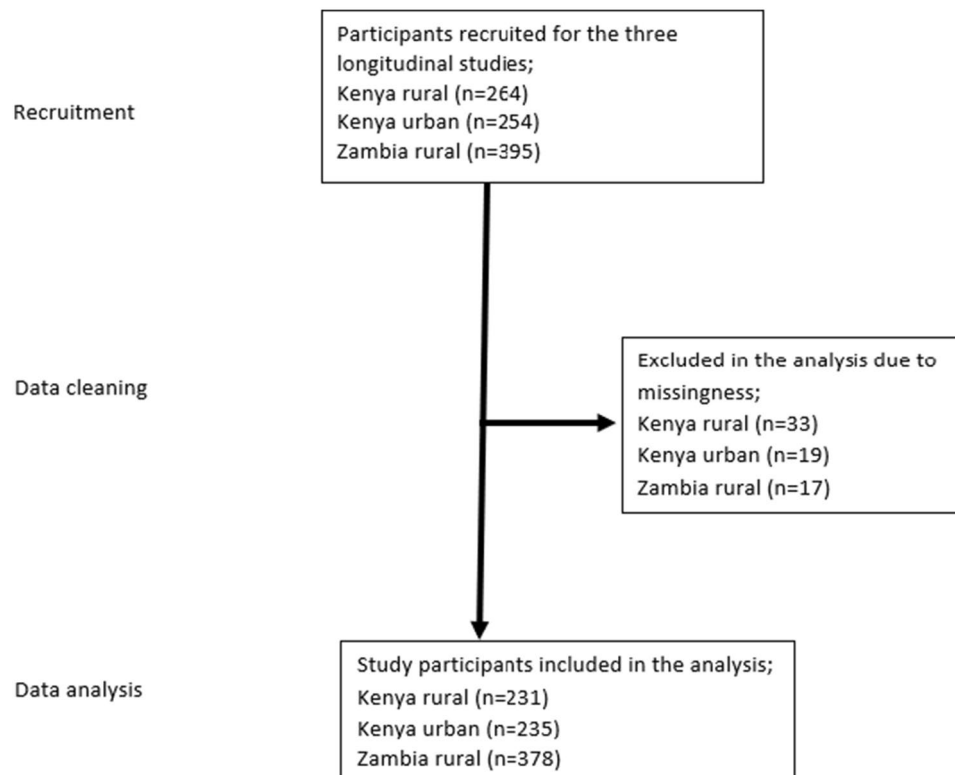 Recruitment
Participants recruited for the three
longitudinal studies;
Kenya rural (n=264)
Kenya urban (n=254)
Zambia rural (n=395)
Data cleaning
Excluded in the analysis due to
missingness;
Kenya rural (n=33)
Kenya urban (n=19)
Zambia rural (n=17)
Data analysis
Study participants included in the analysis;
Kenya rural (n=231)
Kenya urban (n=235)
Zambia rural (n=378)